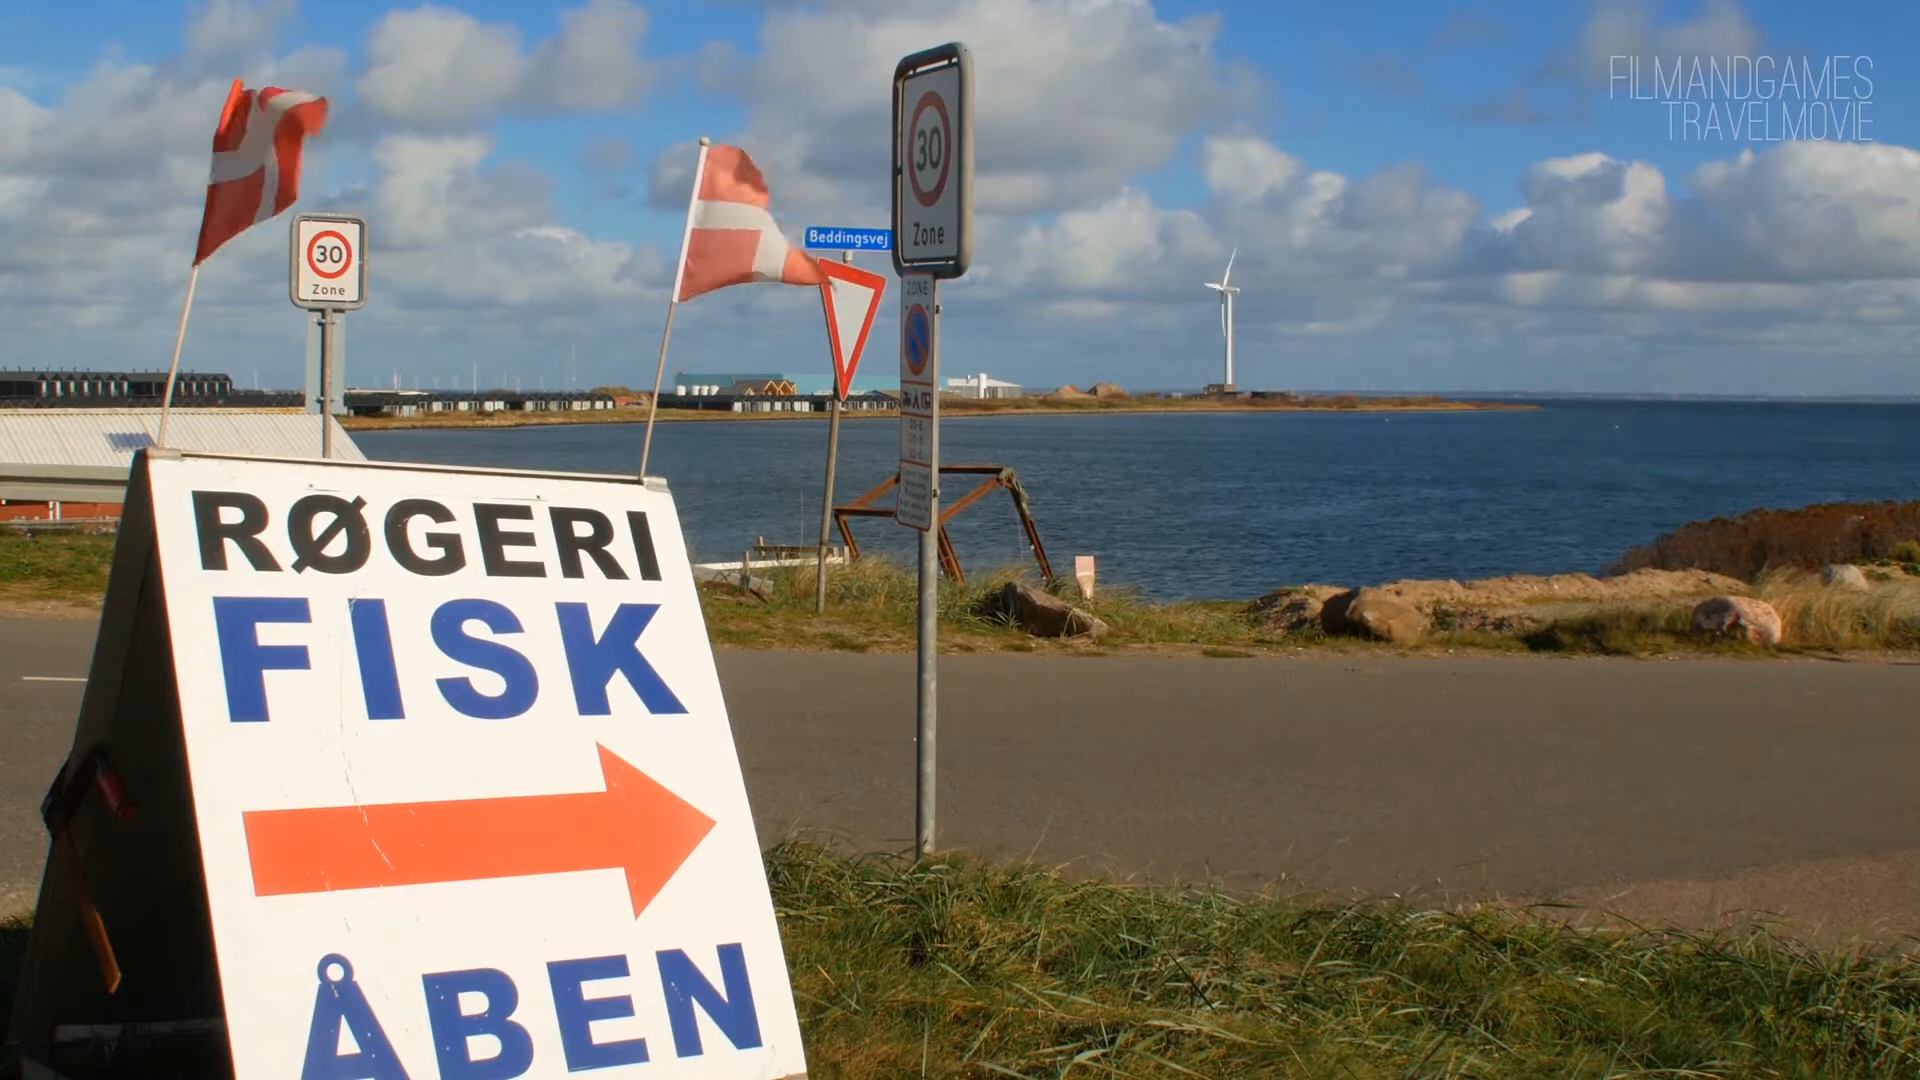 FILMANDGAMES
TRAVELMOVIE
30
Zone
Beddingsvej
30
Zone
ZONE
RØGERI
FISK
ÅBEN